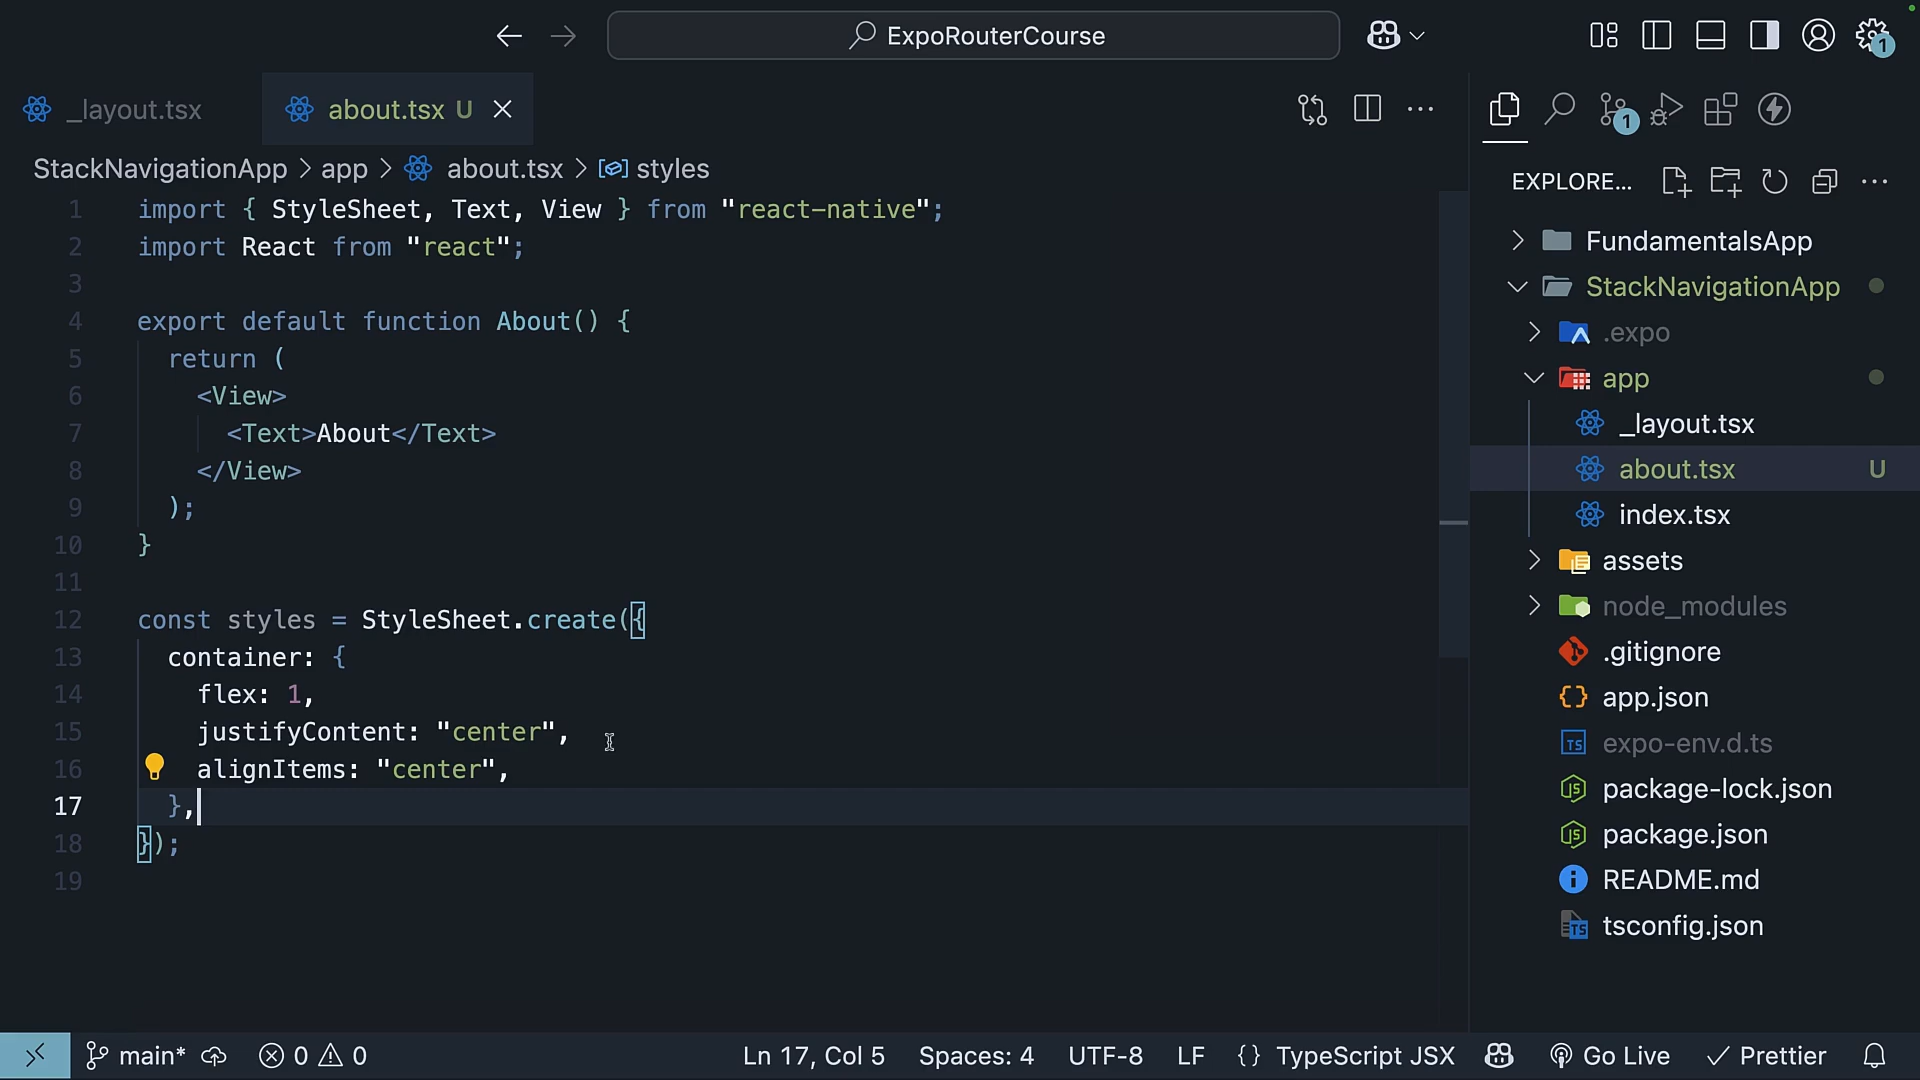 ExpoRouterCourse
1
_layout.tsx
about.tsx U
1
StackNavigationApp > app > about.tsx > styles
EXPLORE...
1 import { StyleSheet, Text, View } from "react-native";
2 import React from "react";
3
4 export default function About() {
5 return (
6 <View>
7 <Text>About</Text>
8 </View>
9 );
10 }
11
12 const styles = StyleSheet.create({
13 container: {
14 flex: 1,
15 justifyContent: "center",
16 alignItems: "center",
17 },
18 });
19
FundamentalsApp
StackNavigationApp
.expo
app
_layout.tsx
about.tsx U
index.tsx
assets
node_modules
.gitignore
app.json
expo-env.d.ts
package-lock.json
package.json
README.md
tsconfig.json
main* 0 0 Ln 17, Col 5 Spaces: 4 UTF-8 LF {} TypeScript JSX Go Live Prettier